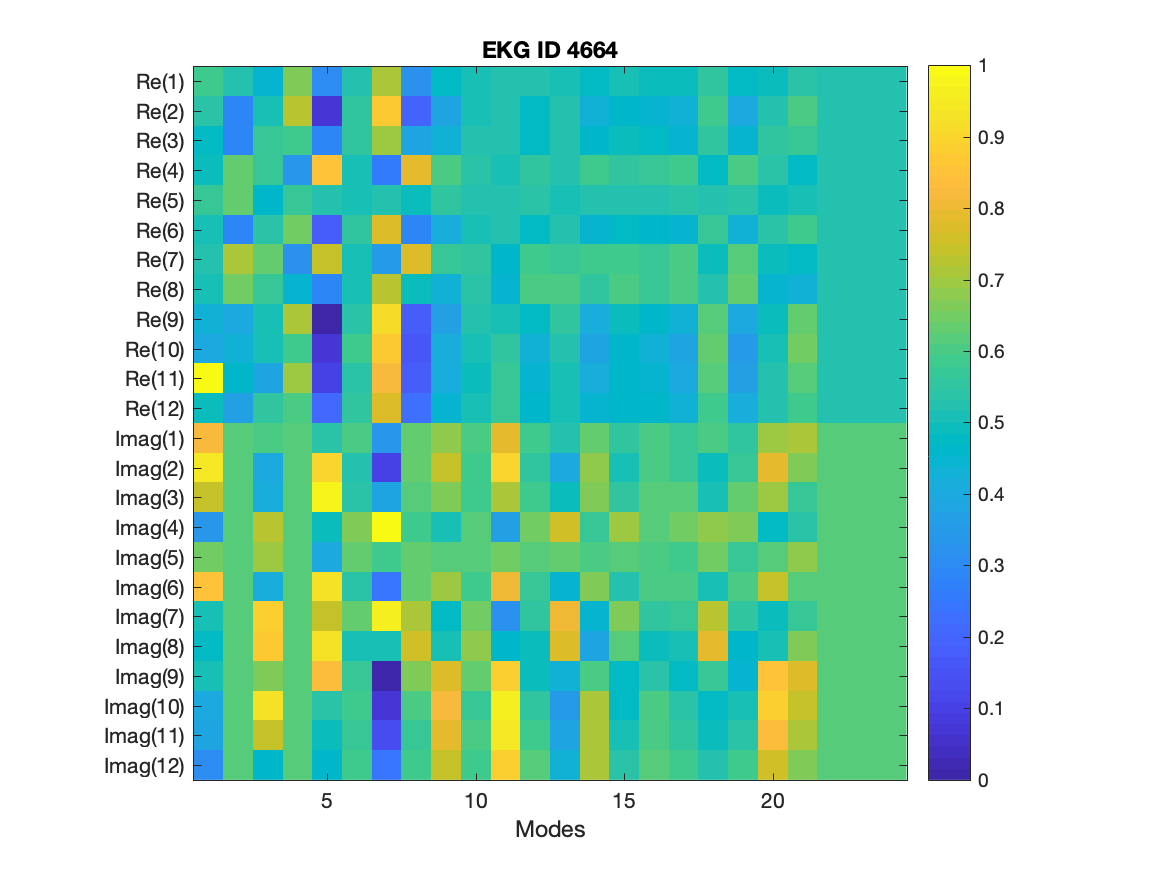 EKG ID 4664
Re(1)
Re(2)
Re(3)
Re(4)
Re(5)
Re(6)
Re(7)
Re(8)
Re(9)
Re(10)
Re(11)
Re(12)
Imag(1)
Imag(2)
Imag(3)
Imag(4)
Imag(5)
Imag(6)
Imag(7)
Imag(8)
Imag(9)
Imag(10)
Imag(11)
Imag(12)
5 10 15 20
Modes
1
0.9
0.8
0.7
0.6
0.5
0.4
0.3
0.2
0.1
0